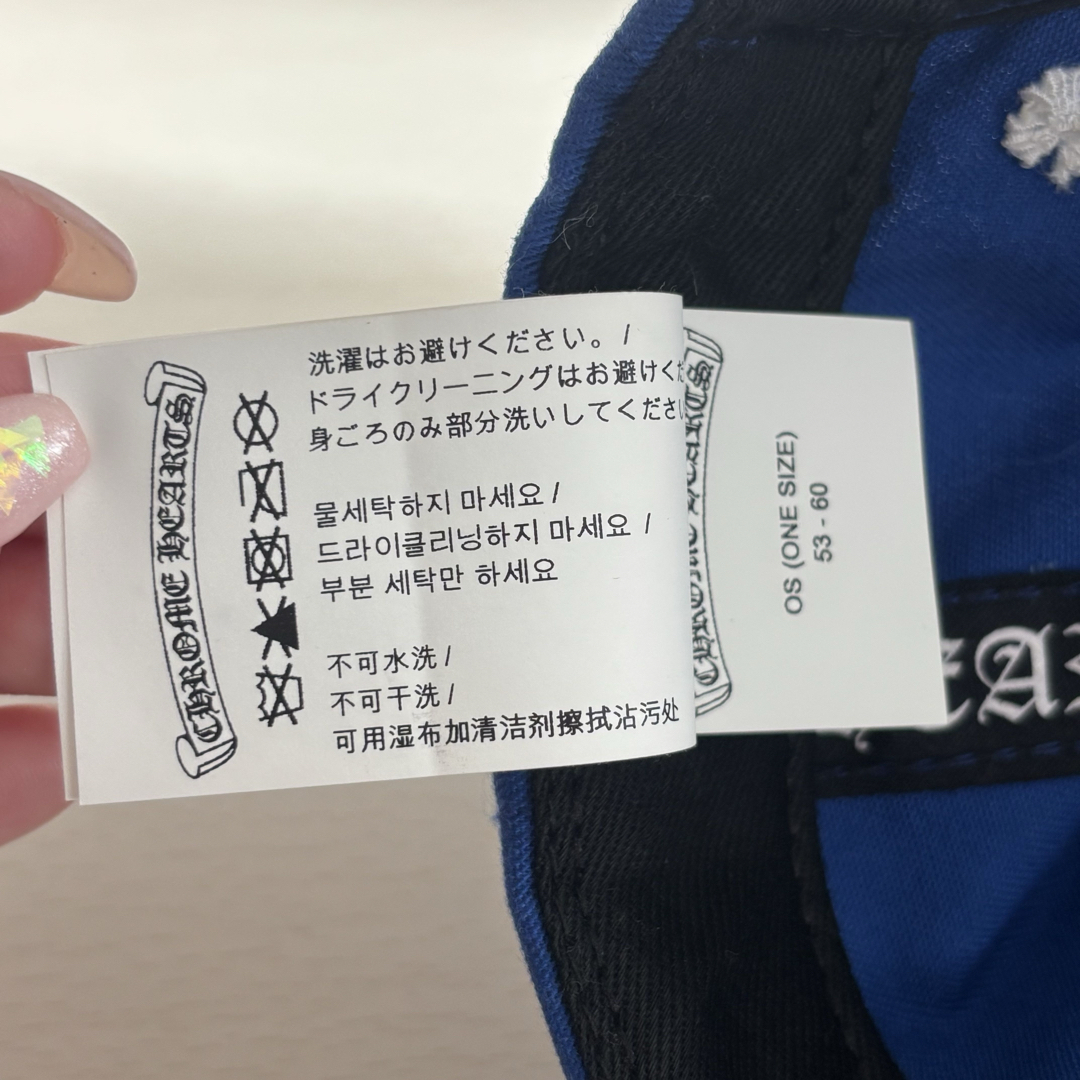 CHROME HEARTS
洗濯はお避けください。/
ドライクリーニングはお避けくだ
身ごろのみ部分洗いしてくださ
물세탁하지 마세요 /
드라이클리닝하지 마세요 /
부분 세탁만 하세요
不可水洗 /
不可干洗 /
可用湿布加清洁剂擦拭沾污处
OS (ONE SIZE)
53 - 60
EA